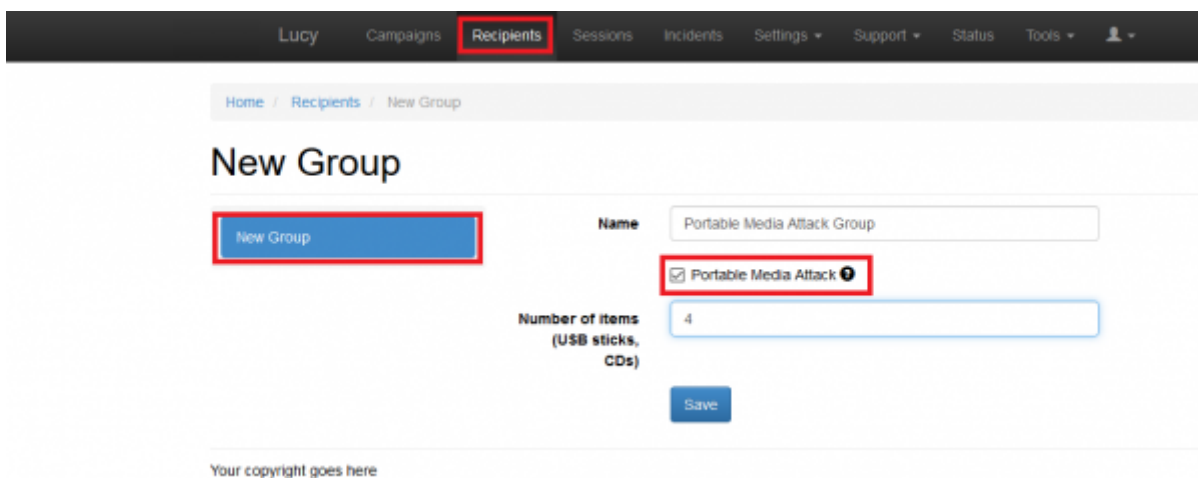 Lucy Campaigns Recipients Sessions Incidents Settings Support Status Tools
Home / Recipients / New Group
New Group
New Group
Name
Portable Media Attack Group
Portable Media Attack
Number of items
(USB sticks,
CDs)
4
Save
Your copyright goes here